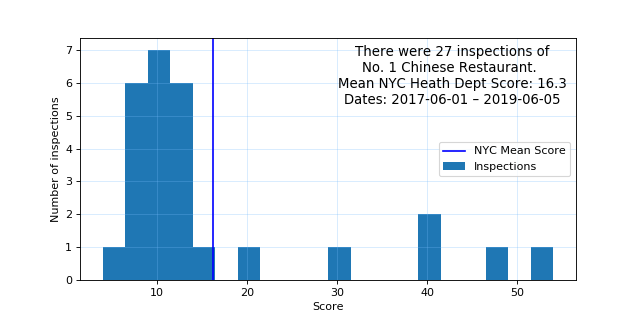 There were 27 inspections of
No. 1 Chinese Restaurant.
Mean NYC Heath Dept Score: 16.3
Dates: 2017-06-01 – 2019-06-05
NYC Mean Score
Inspections
Number of inspections
7
6
5
4
3
2
1
0
10 20 30 40 50
Score